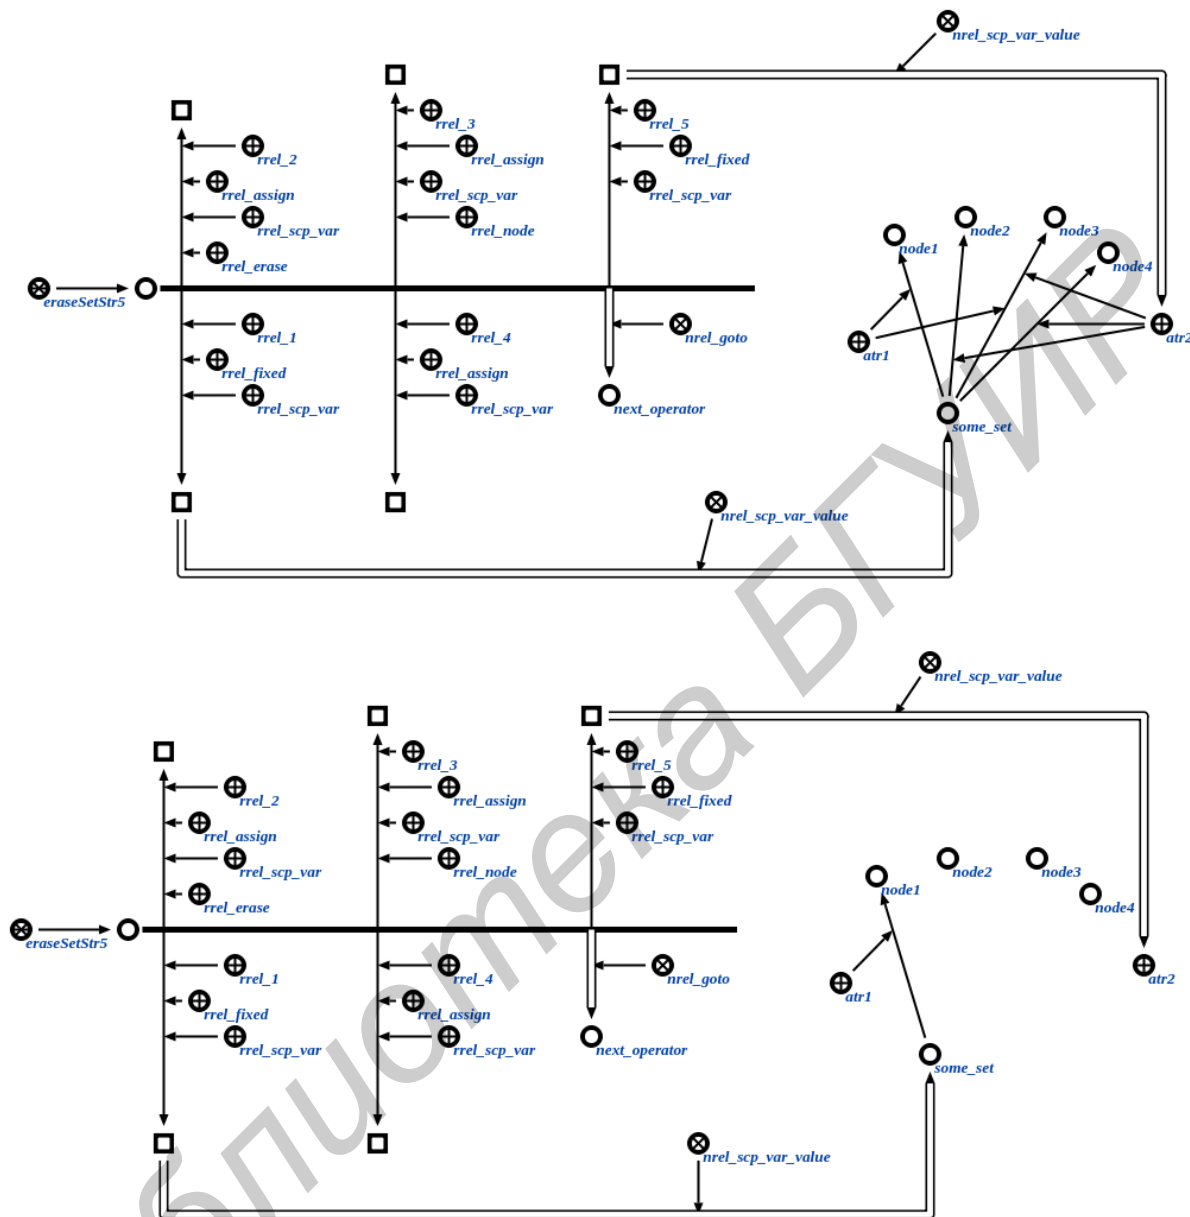 nrel_scp_var_value
rrel_3
rrel_5
rrel_2
rrel_assign
rrel_fixed
rrel_assign
rrel_scp_var
rrel_scp_var
rrel_scp_var
rrel_node
node1
node2
node3
rrel_erase
node4
eraseSetStr5
rrel_1
rrel_4
nrel_goto
atr1
atr2
rrel_fixed
rrel_assign
rrel_scp_var
rrel_scp_var
next_operator
some_set
nrel_scp_var_value
nrel_scp_var_value
rrel_3
rrel_5
rrel_2
rrel_assign
rrel_fixed
rrel_assign
rrel_scp_var
rrel_scp_var
rrel_scp_var
rrel_node
node1
node2
node3
rrel_erase
node4
eraseSetStr5
rrel_1
rrel_4
nrel_goto
atr1
atr2
rrel_fixed
rrel_assign
rrel_scp_var
rrel_scp_var
next_operator
some_set
nrel_scp_var_value
блиотека БГУИР